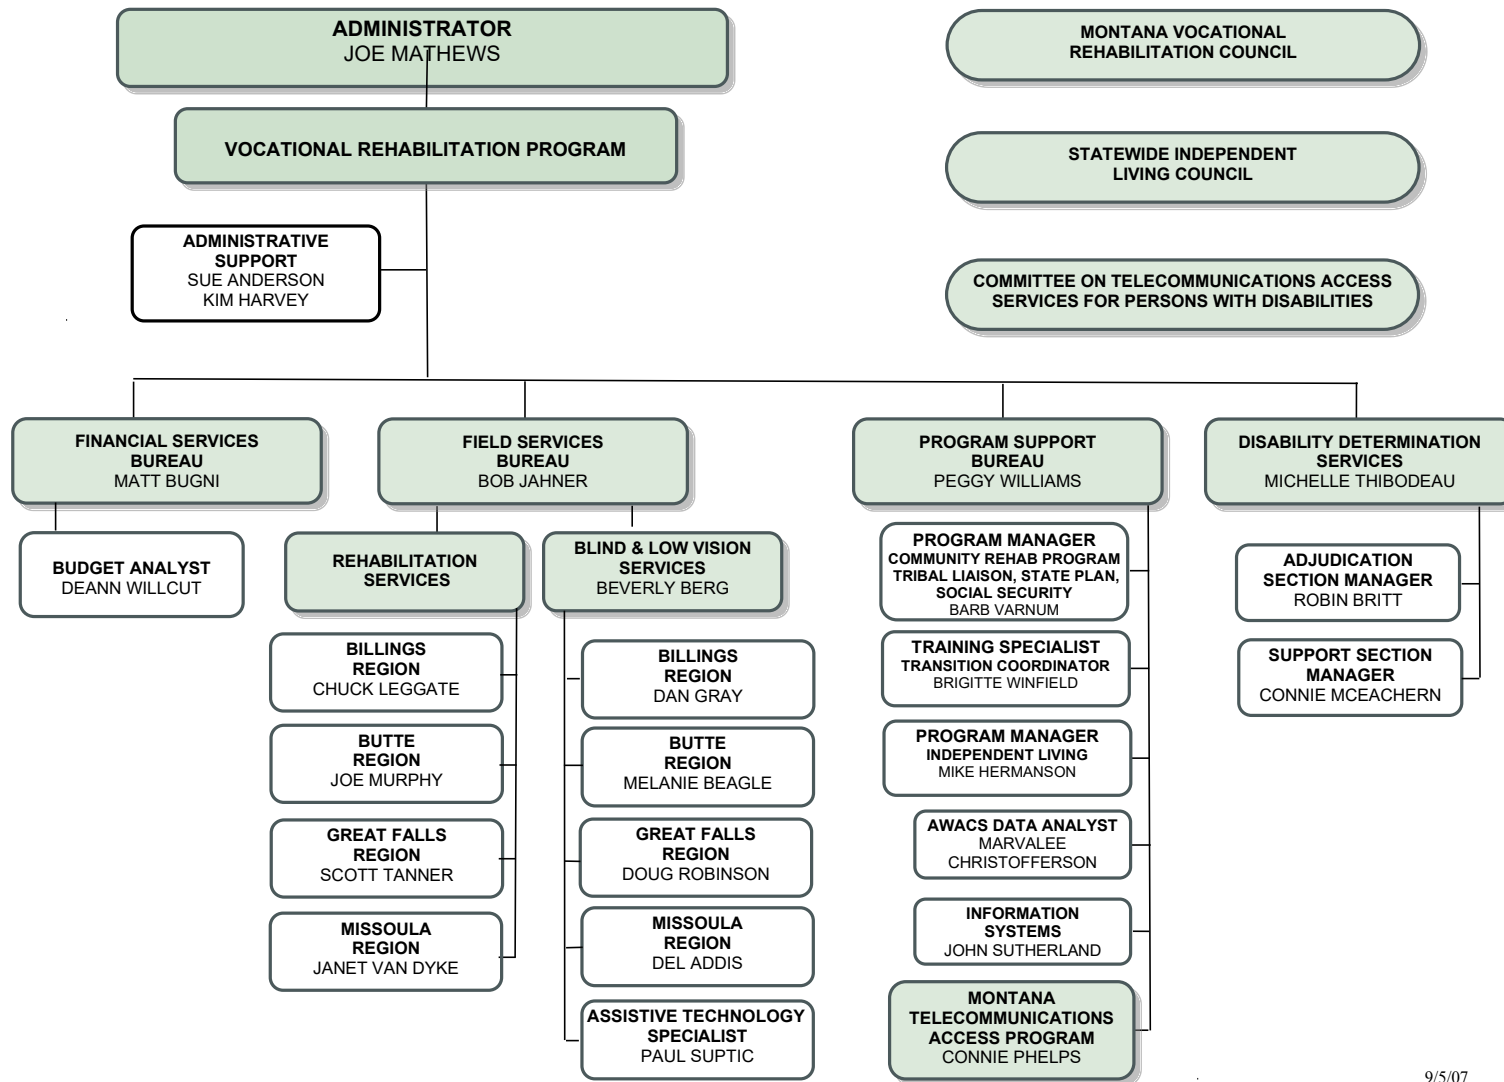 ADMINISTRATOR
JOE MATHEWS
VOCATIONAL REHABILITATION PROGRAM
ADMINISTRATIVE
SUPPORT
SUE ANDERSON
KIM HARVEY
MONTANA VOCATIONAL
REHABILITATION COUNCIL
STATEWIDE INDEPENDENT
LIVING COUNCIL
COMMITTEE ON TELECOMMUNICATIONS ACCESS
SERVICES FOR PERSONS WITH DISABILITIES
FINANCIAL SERVICES
BUREAU
MATT BUGNI
BUDGET ANALYST
DEANN WILLCUT
FIELD SERVICES
BUREAU
BOB JAHNER
REHABILITATION
SERVICES
BILLINGS
REGION
CHUCK LEGGATE
BUTTE
REGION
JOE MURPHY
GREAT FALLS
REGION
SCOTT TANNER
MISSOULA
REGION
JANET VAN DYKE
BLIND & LOW VISION
SERVICES
BEVERLY BERG
BILLINGS
REGION
DAN GRAY
BUTTE
REGION
MELANIE BEAGLE
GREAT FALLS
REGION
DOUG ROBINSON
MISSOULA
REGION
DEL ADDIS
ASSISTIVE TECHNOLOGY
SPECIALIST
PAUL SUPTIC
PROGRAM SUPPORT
BUREAU
PEGGY WILLIAMS
PROGRAM MANAGER
COMMUNITY REHAB PROGRAM
TRIBAL LIAISON, STATE PLAN,
SOCIAL SECURITY
BARB VARNUM
TRAINING SPECIALIST
TRANSITION COORDINATOR
BRIGITTE WINFIELD
PROGRAM MANAGER
INDEPENDENT LIVING
MIKE HERMANSON
AWACS DATA ANALYST
MARVALEE
CHRISTOFFERSON
INFORMATION
SYSTEMS
JOHN SUTHERLAND
MONTANA
TELECOMMUNICATIONS
ACCESS PROGRAM
CONNIE PHELPS
DISABILITY DETERMINATION
SERVICES
MICHELLE THIBODEAU
ADJUDICATION
SECTION MANAGER
ROBIN BRITT
SUPPORT SECTION
MANAGER
CONNIE MCEACHERN
9/5/07